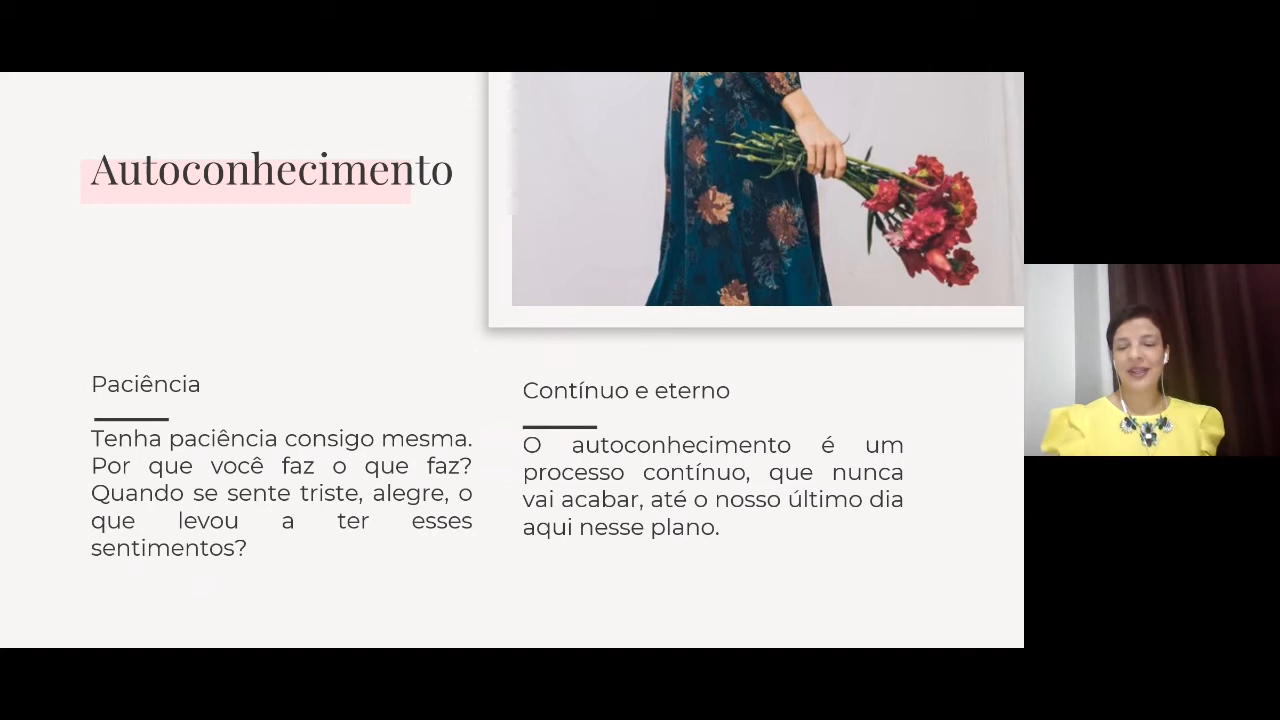 Autoconhecimento
Paciência
Tenha paciência consigo mesma.
Por que você faz o que faz?
Quando se sente triste, alegre, o
que levou a ter esses
sentimentos?
Contínuo e eterno
O autoconhecimento é um
processo contínuo, que nunca
vai acabar, até o nosso último dia
aqui nesse plano.